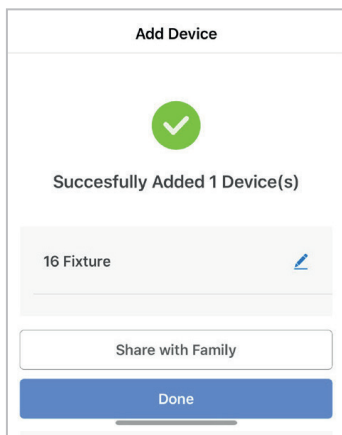 Add Device
Succesfully Added 1 Device(s)
16 Fixture
Share with Family
Done